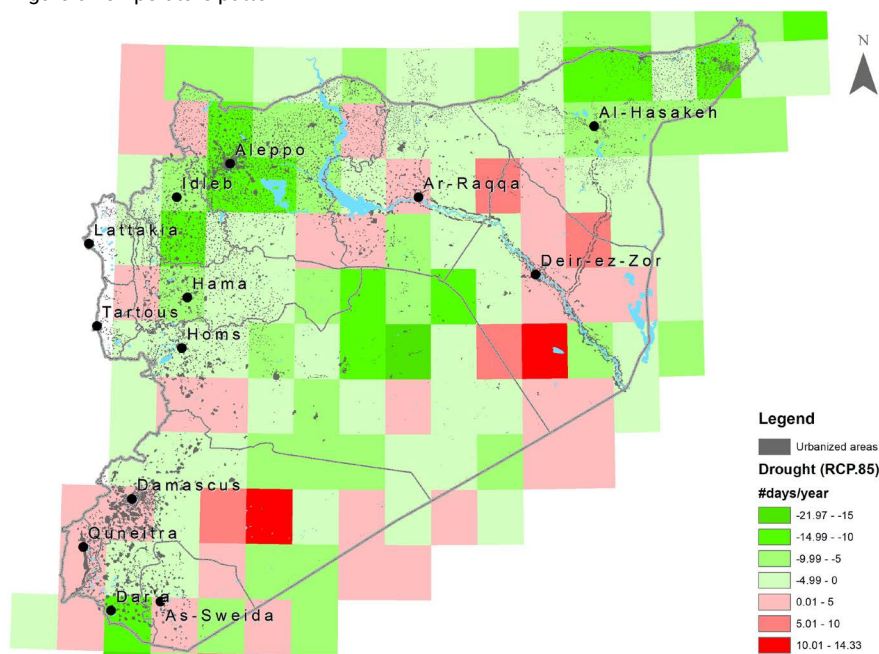 N
Al-Hasakeh
Aleppo
Idleb
Ar-Raqqa
Lattakia
Deir-ez-Zor
Hama
Tartous
Homs
Damascus
Quneitra
Dar'a
As-Sweida
Legend
Urbanized areas
Drought (RCP.85)
#days/year
-21.97 - -15
-14.99 - -10
-9.99 - -5
-4.99 - 0
0.01 - 5
5.01 - 10
10.01 - 14.33